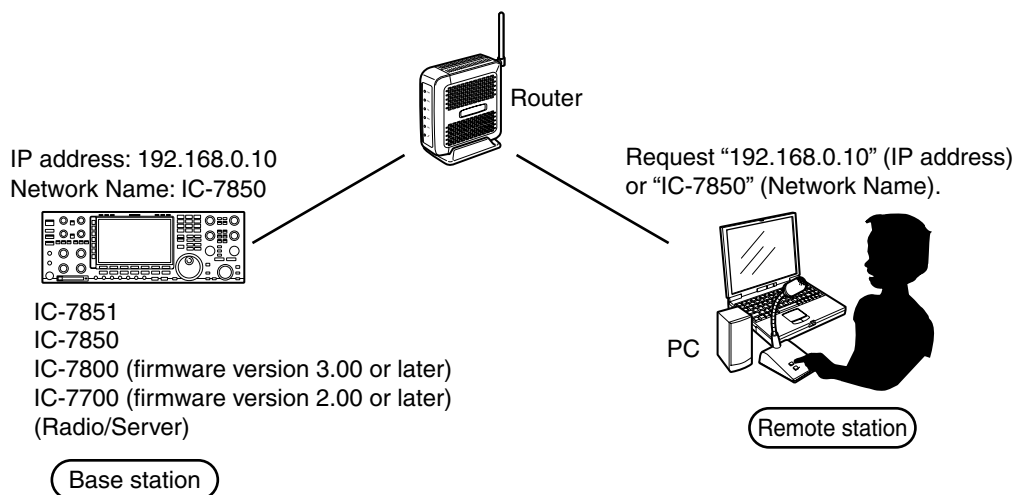 Router
IP address: 192.168.0.10
Network Name: IC-7850
Request “192.168.0.10” (IP address)
or “IC-7850” (Network Name).
IC-7851
IC-7850
IC-7800 (firmware version 3.00 or later)
IC-7700 (firmware version 2.00 or later)
(Radio/Server)
Base station
PC
Remote station